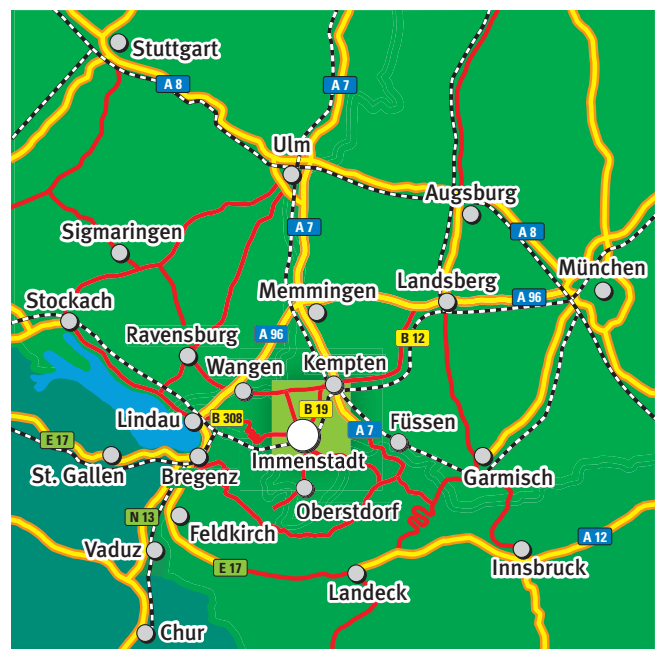 Stuttgart
A 8
A 7
Ulm
Augsburg
A 7
A 8
Sigmaringen
München
Stockach
Memmingen
Landsberg
A 96
Ravensburg
A 96
B 12
Wangen
Kempten
Lindau
B 308
B 19
A 7
Füssen
E 17
St. Gallen
Bregenz
Immenstadt
Garmisch
N 13
Feldkirch
Oberstdorf
Vaduz
A 12
E 17
Innsbruck
Landeck
Chur